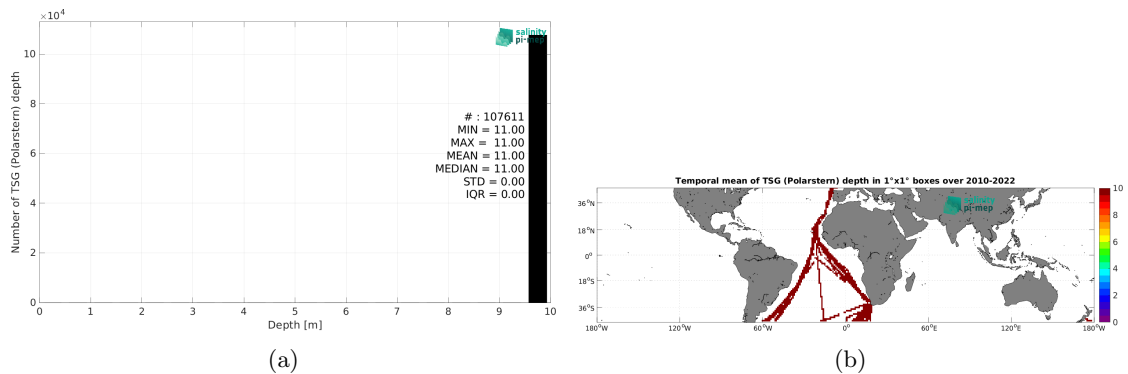 ×10⁴
10
8
6
4
2
0
Number of TSG (Polarstern) depth
salinity
pi-mep
# : 107611
MIN = 11.00
MAX = 11.00
MEAN = 11.00
MEDIAN = 11.00
STD = 0.00
IQR = 0.00
0 1 2 3 4 5 6 7 8 9 10
Depth [m]
(a)
Temporal mean of TSG (Polarstern) depth in 1°x1° boxes over 2010-2022
salinity
pi-mep
36°N
18°N
0°
18°S
36°S
180°W 120°W 60°W 0° 60°E 120°E 180°W
10
8
6
4
2
0
(b)